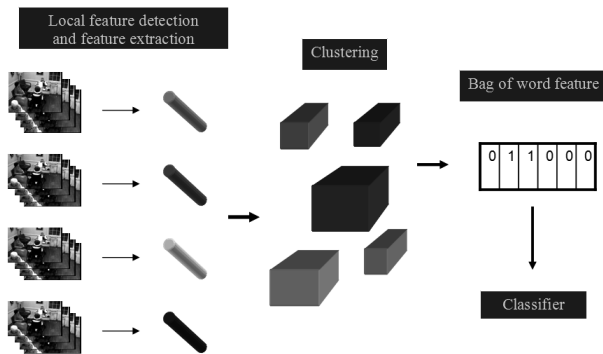 Local feature detection
and feature extraction
Clustering
Bag of word feature
0 1 1 0 0 0
Classifier